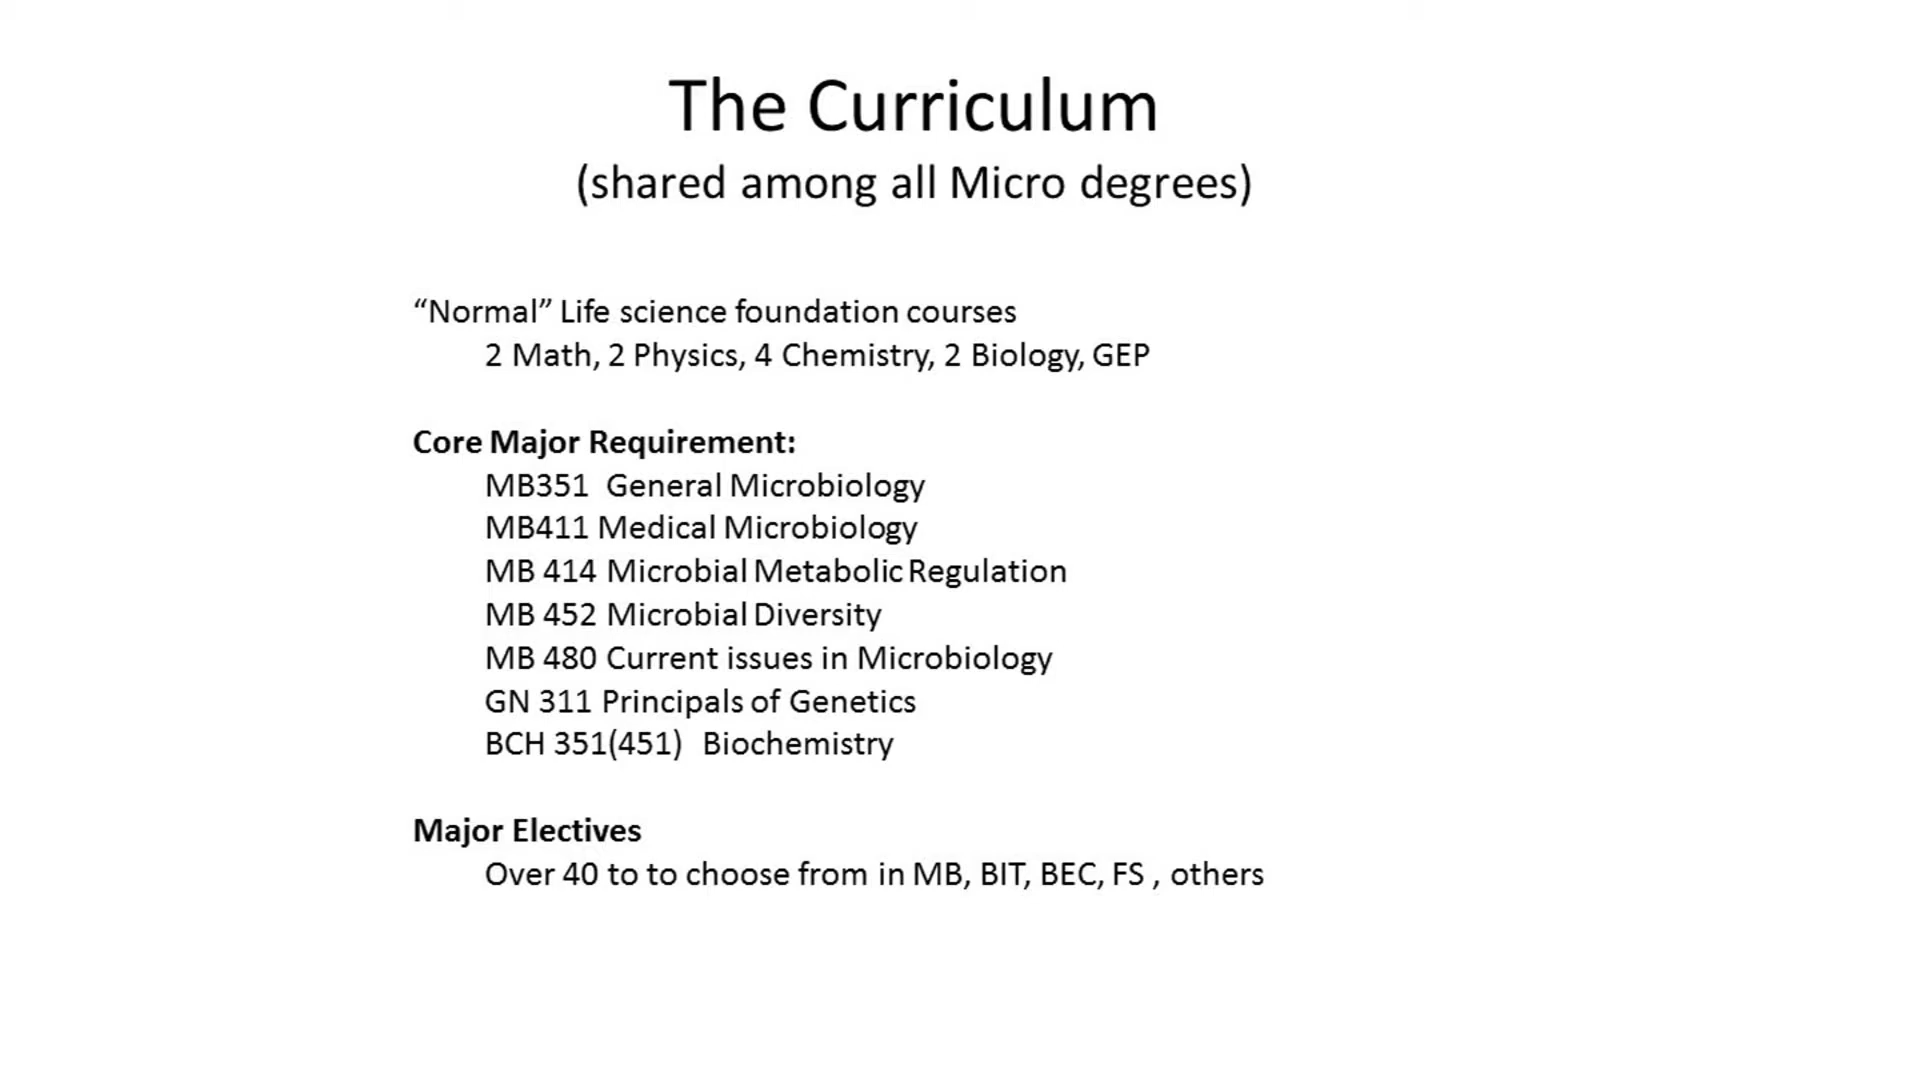 The Curriculum
(shared among all Micro degrees)
“Normal” Life science foundation courses
2 Math, 2 Physics, 4 Chemistry, 2 Biology, GEP
Core Major Requirement:
MB351  General Microbiology
MB411 Medical Microbiology
MB 414 Microbial Metabolic Regulation
MB 452 Microbial Diversity
MB 480 Current issues in Microbiology
GN 311 Principals of Genetics
BCH 351(451)  Biochemistry
Major Electives
Over 40 to to choose from in MB, BIT, BEC, FS , others